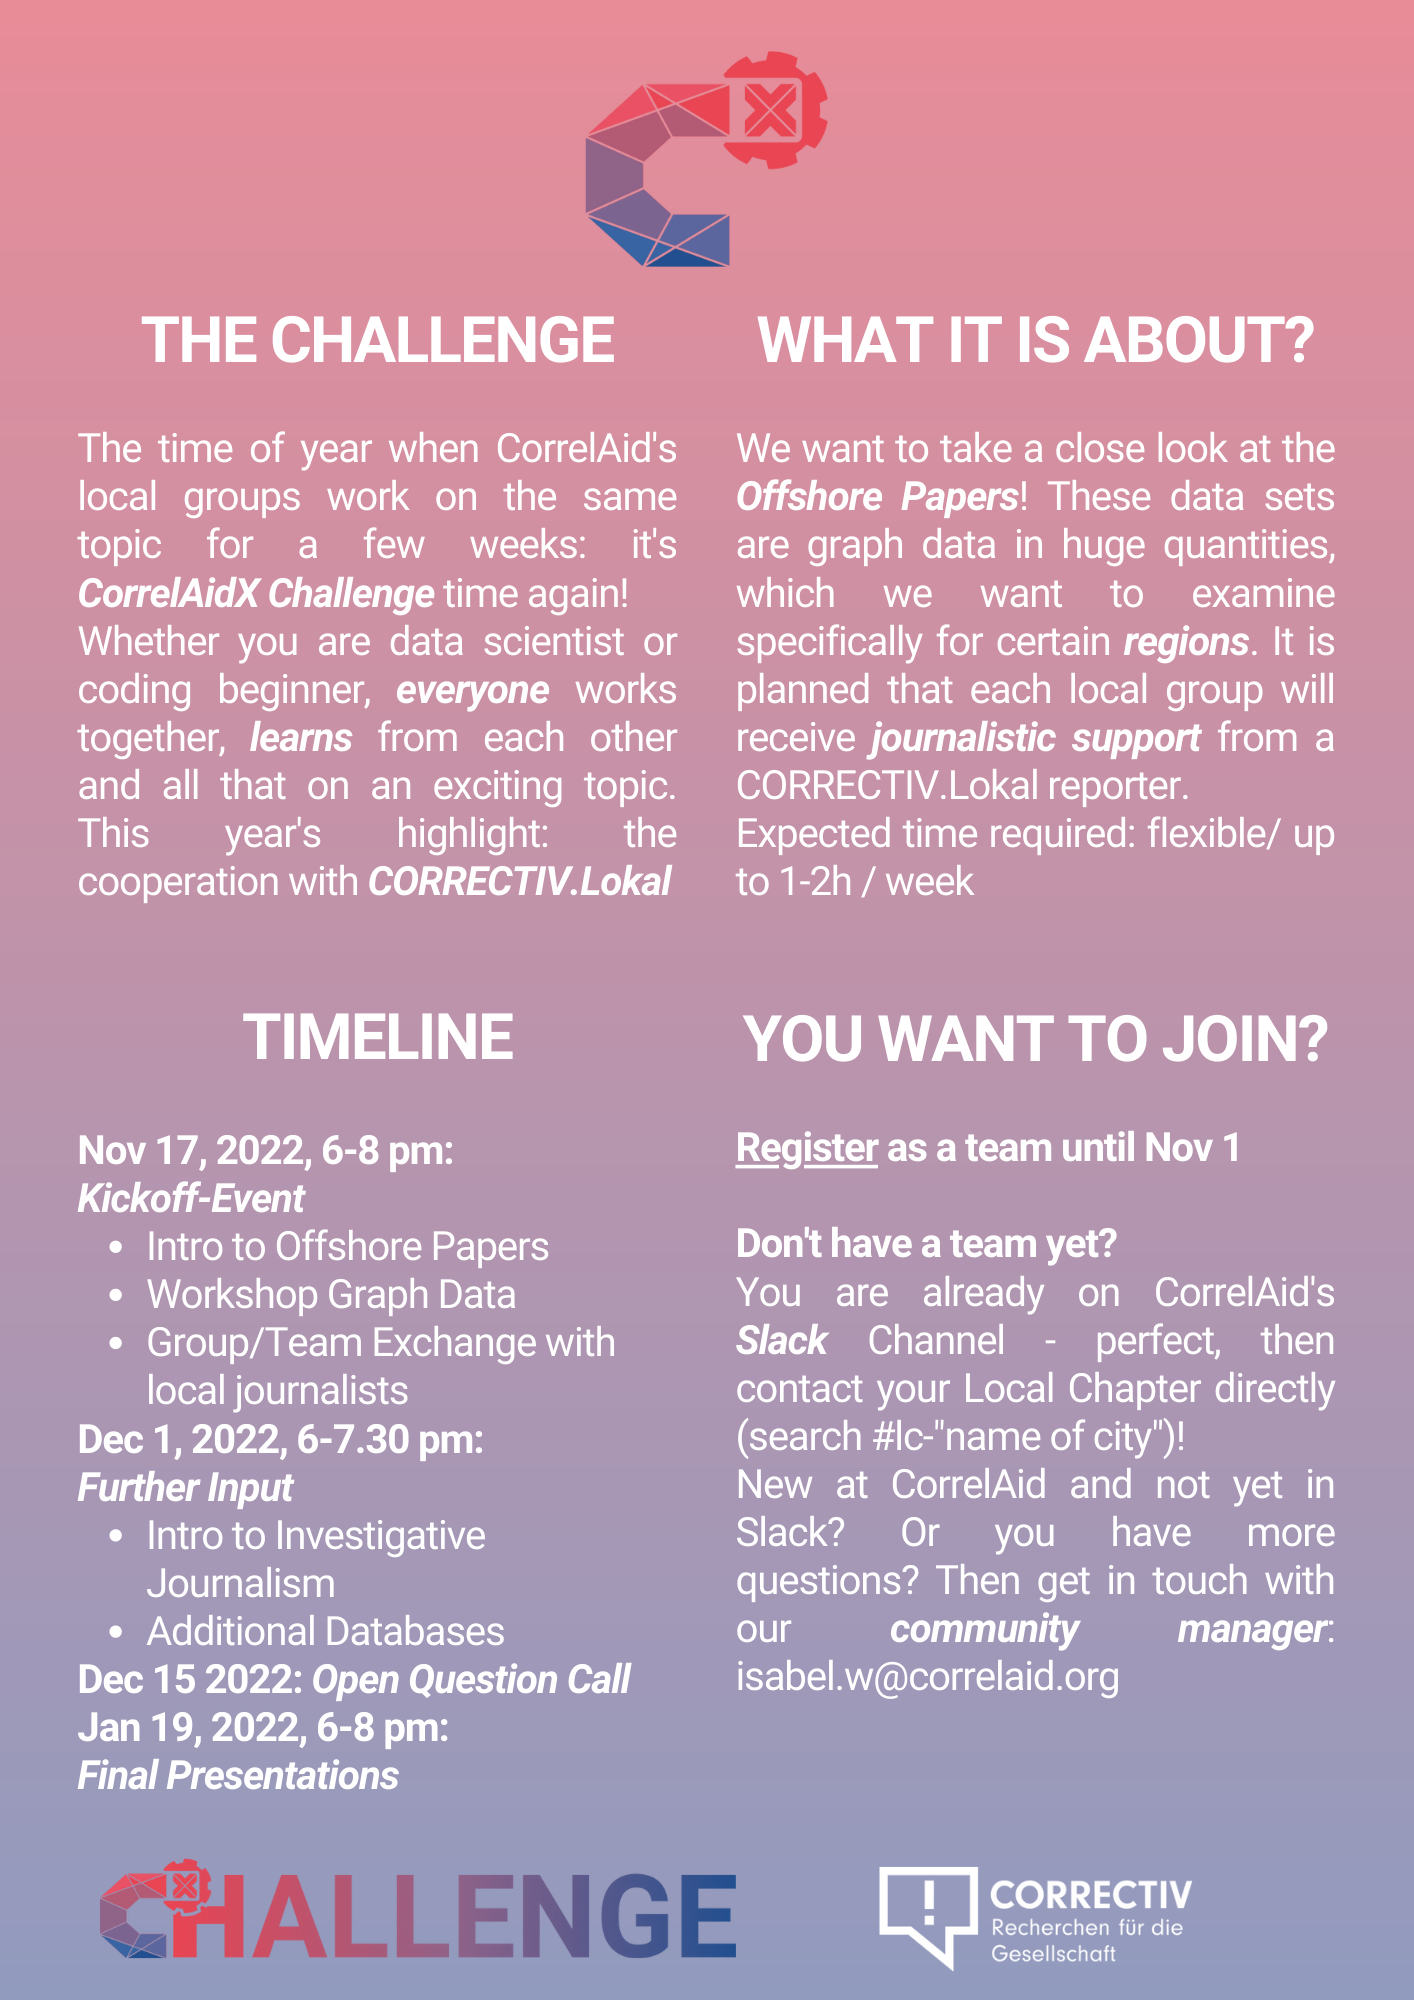 X
THE CHALLENGE
The time of year when CorrelAid's
local groups work on the same
topic for a few weeks: it's
CorrelAidX Challenge time again!
Whether you are data scientist or
coding beginner, everyone works
together, learns from each other
and all that on an exciting topic.
This year's highlight: the
cooperation with CORRECTIV.Lokal
WHAT IT IS ABOUT?
We want to take a close look at the
Offshore Papers! These data sets
are graph data in huge quantities,
which we want to examine
specifically for certain regions. It is
planned that each local group will
receive journalistic support from a
CORRECTIV.Lokal reporter.
Expected time required: flexible/ up
to 1-2h / week
TIMELINE
Nov 17, 2022, 6-8 pm:
Kickoff-Event
• Intro to Offshore Papers
• Workshop Graph Data
• Group/Team Exchange with
local journalists
Dec 1, 2022, 6-7.30 pm:
Further Input
• Intro to Investigative
Journalism
• Additional Databases
Dec 15 2022: Open Question Call
Jan 19, 2022, 6-8 pm:
Final Presentations
YOU WANT TO JOIN?
Register as a team until Nov 1
Don't have a team yet?
You are already on CorrelAid's
Slack Channel - perfect, then
contact your Local Chapter directly
(search #lc-"name of city")!
New at CorrelAid and not yet in
Slack? Or you have more
questions? Then get in touch with
our community manager:
isabel.w@correlaid.org
CHALLENGE
!
CORRECTIV
Recherchen für die
Gesellschaft